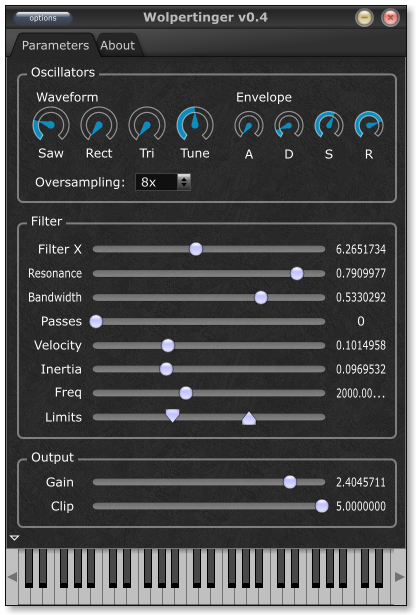 options
Wolpertinger v0.4
Parameters About
Oscillators
Waveform Envelope
Saw Rect Tri Tune A D S R
Oversampling: 8x
Filter
Filter X 6.2651734
Resonance 0.7909977
Bandwidth 0.5330292
Passes 0
Velocity 0.1014958
Inertia 0.0969532
Freq 2000.00...
Limits
Output
Gain 2.4045711
Clip 5.0000000